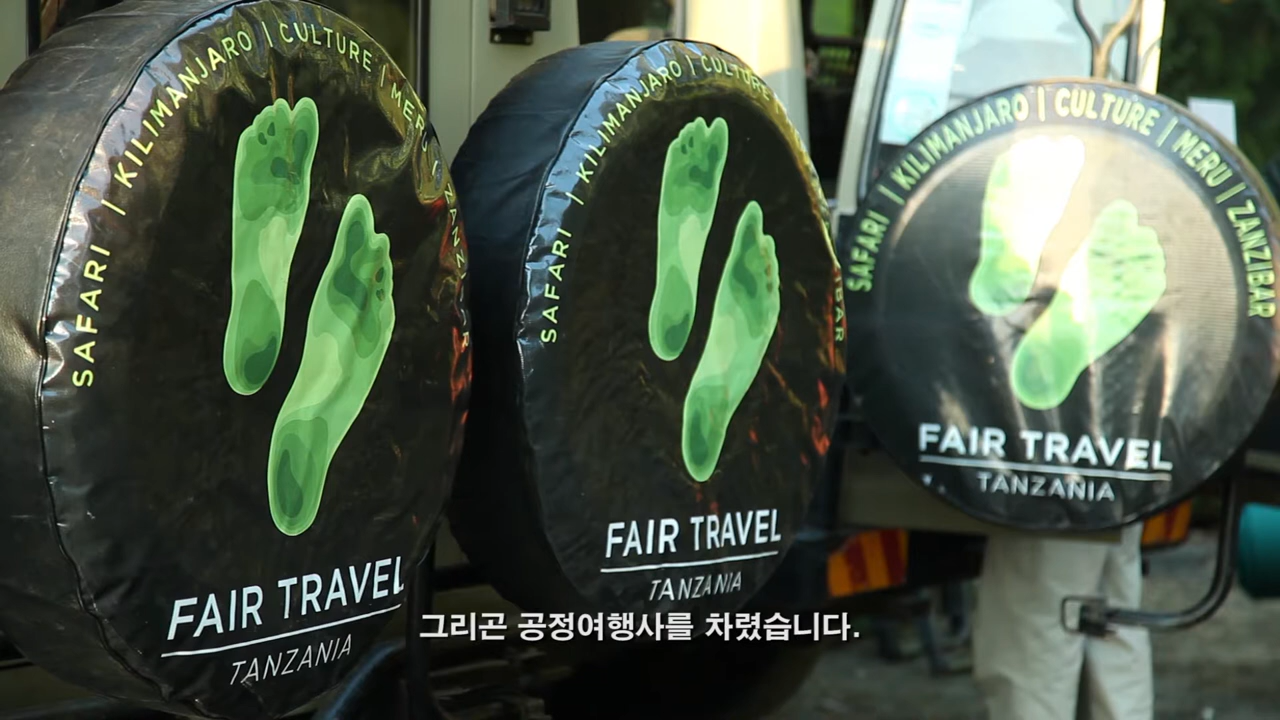 SAFARI | KILIMANJARO | CULTURE | MERU | ZANZIBAR
FAIR TRAVEL
TANZANIA
SAFARI | KILIMANJARO | CULTURE
FAIR TRAVEL
TANZANIA
SAFARI | KILIMANJARO | CULTURE | MERU | ZANZIBAR
FAIR TRAVEL
TANZANIA
그리곤 공정여행사를 차렸습니다.